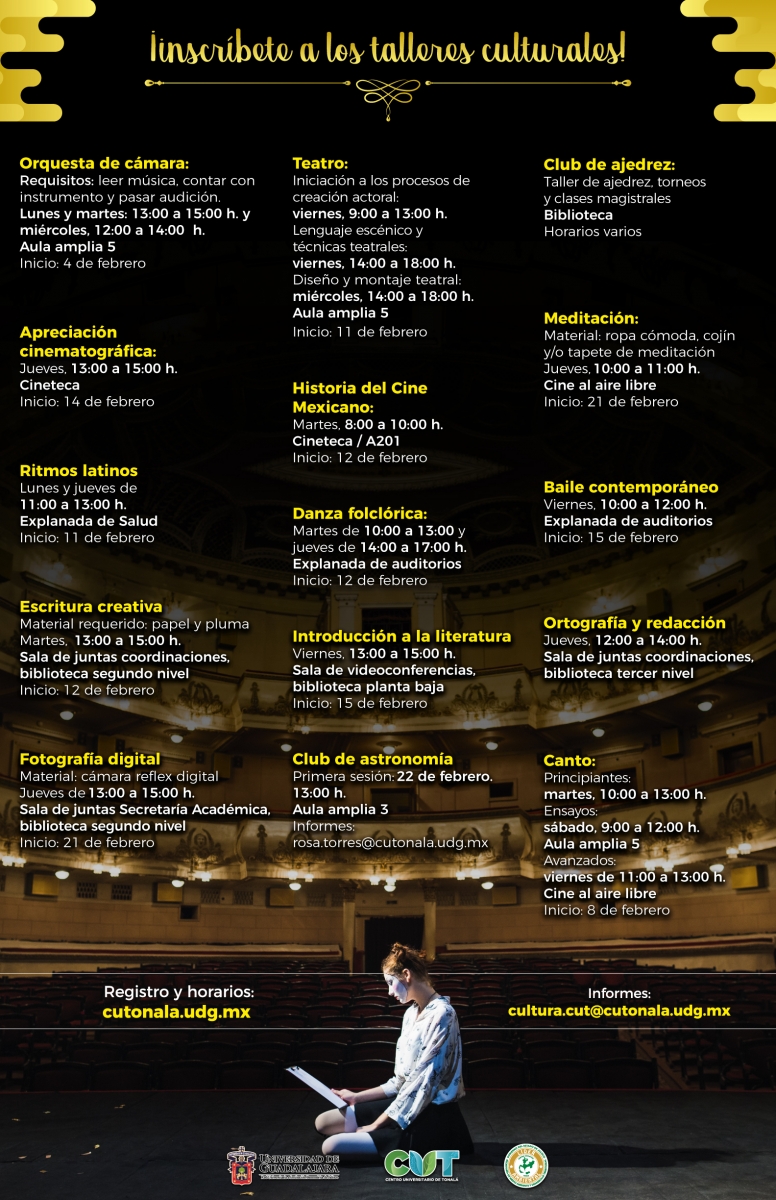 ¡inscríbete a los talleres culturales!
Orquesta de cámara:
Requisitos: leer música, contar con
instrumento y pasar audición.
Lunes y martes: 13:00 a 15:00 h. y
miércoles, 12:00 a 14:00 h.
Aula amplia 5
Inicio: 4 de febrero
Apreciación
cinematográfica:
Jueves, 13:00 a 15:00 h.
Cineteca
Inicio: 14 de febrero
Ritmos latinos
Lunes y jueves de
11:00 a 13:00 h.
Explanada de Salud
Inicio: 11 de febrero
Escritura creativa
Material requerido: papel y pluma
Martes, 13:00 a 15:00 h.
Sala de juntas coordinaciones,
biblioteca segundo nivel
Inicio: 12 de febrero
Fotografía digital
Material: cámara reflex digital
Jueves de 13:00 a 15:00 h.
Sala de juntas Secretaría Académica,
biblioteca segundo nivel
Inicio: 21 de febrero
Teatro:
Iniciación a los procesos de
creación actoral:
viernes, 9:00 a 13:00 h.
Lenguaje escénico y
técnicas teatrales:
viernes, 14:00 a 18:00 h.
Diseño y montaje teatral:
miércoles, 14:00 a 18:00 h.
Aula amplia 5
Inicio: 11 de febrero
Historia del Cine
Mexicano:
Martes, 8:00 a 10:00 h.
Cineteca / A201
Inicio: 12 de febrero
Danza folclórica:
Martes de 10:00 a 13:00 y
jueves de 14:00 a 17:00 h.
Explanada de auditorios
Inicio: 12 de febrero
Introducción a la literatura
Viernes, 13:00 a 15:00 h.
Sala de videoconferencias,
biblioteca planta baja
Inicio: 15 de febrero
Club de astronomía
Primera sesión: 22 de febrero.
13:00 h.
Aula amplia 3
Informes:
rosa.torres@cutonala.udg.mx
Club de ajedrez:
Taller de ajedrez, torneos
y clases magistrales
Biblioteca
Horarios varios
Meditación:
Material: ropa cómoda, cojín
y/o tapete de meditación
Jueves, 10:00 a 11:00 h.
Cine al aire libre
Inicio: 21 de febrero
Baile contemporáneo
Viernes, 10:00 a 12:00 h.
Explanada de auditorios
Inicio: 15 de febrero
Ortografía y redacción
Jueves, 12:00 a 14:00 h.
Sala de juntas coordinaciones,
biblioteca tercer nivel
Canto:
Principiantes:
martes, 10:00 a 13:00 h.
Ensayos:
sábado, 9:00 a 12:00 h.
Aula amplia 5
Avanzados:
viernes de 11:00 a 13:00 h.
Cine al aire libre
Inicio: 8 de febrero
Registro y horarios:
cutonala.udg.mx
Informes:
cultura.cut@cutonala.udg.mx
UNIVERSIDAD DE
GUADALAJARA
CUT
CENTRO UNIVERSITARIO DE TONALÁ